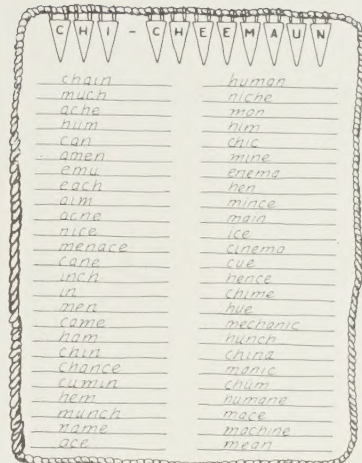 CHI-CHEEMAUN
chain
much
ache
hum
can
amen
emu
each
aim
acne
nice
menace
cane
inch
in
men
came
ham
chin
chance
cumin
hem
munch
name
ace
human
niche
man
him
chic
mine
enema
hen
mince
main
ice
cinema
cue
hence
chime
hue
mechanic
hunch
china
manic
chum
humane
mace
machine
mean